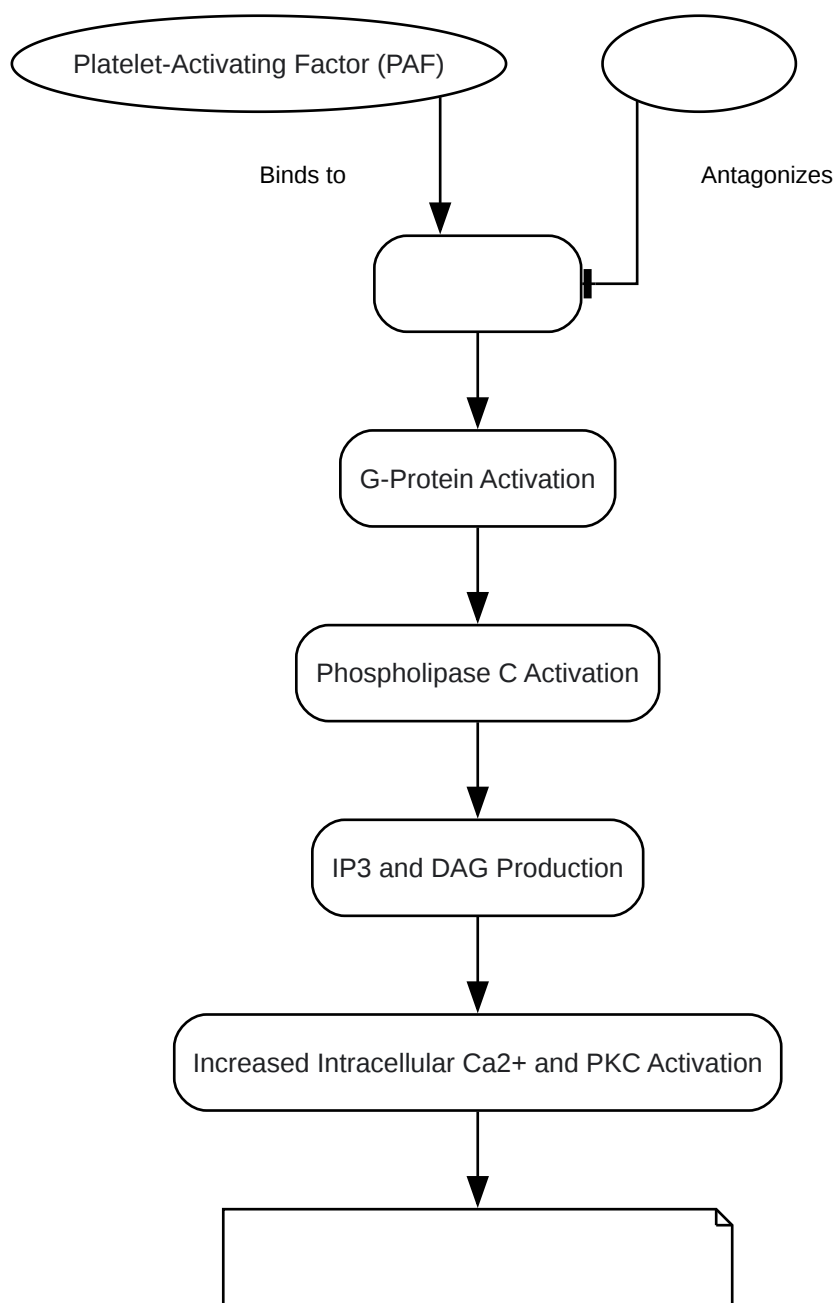 Platelet-Activating Factor (PAF)
Binds to
Antagonizes
G-Protein Activation
Phospholipase C Activation
IP3 and DAG Production
Increased Intracellular Ca2+ and PKC Activation